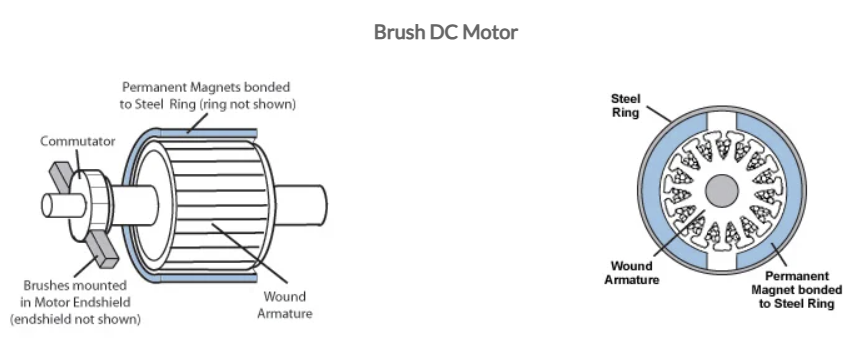 Brush DC Motor
Permanent Magnets bonded
to Steel Ring (ring not shown)
Commutator
Brushes mounted
in Motor Endshield
(endshield not shown)
Wound
Armature
Steel
Ring
Wound
Armature
Permanent
Magnet bonded
to Steel Ring